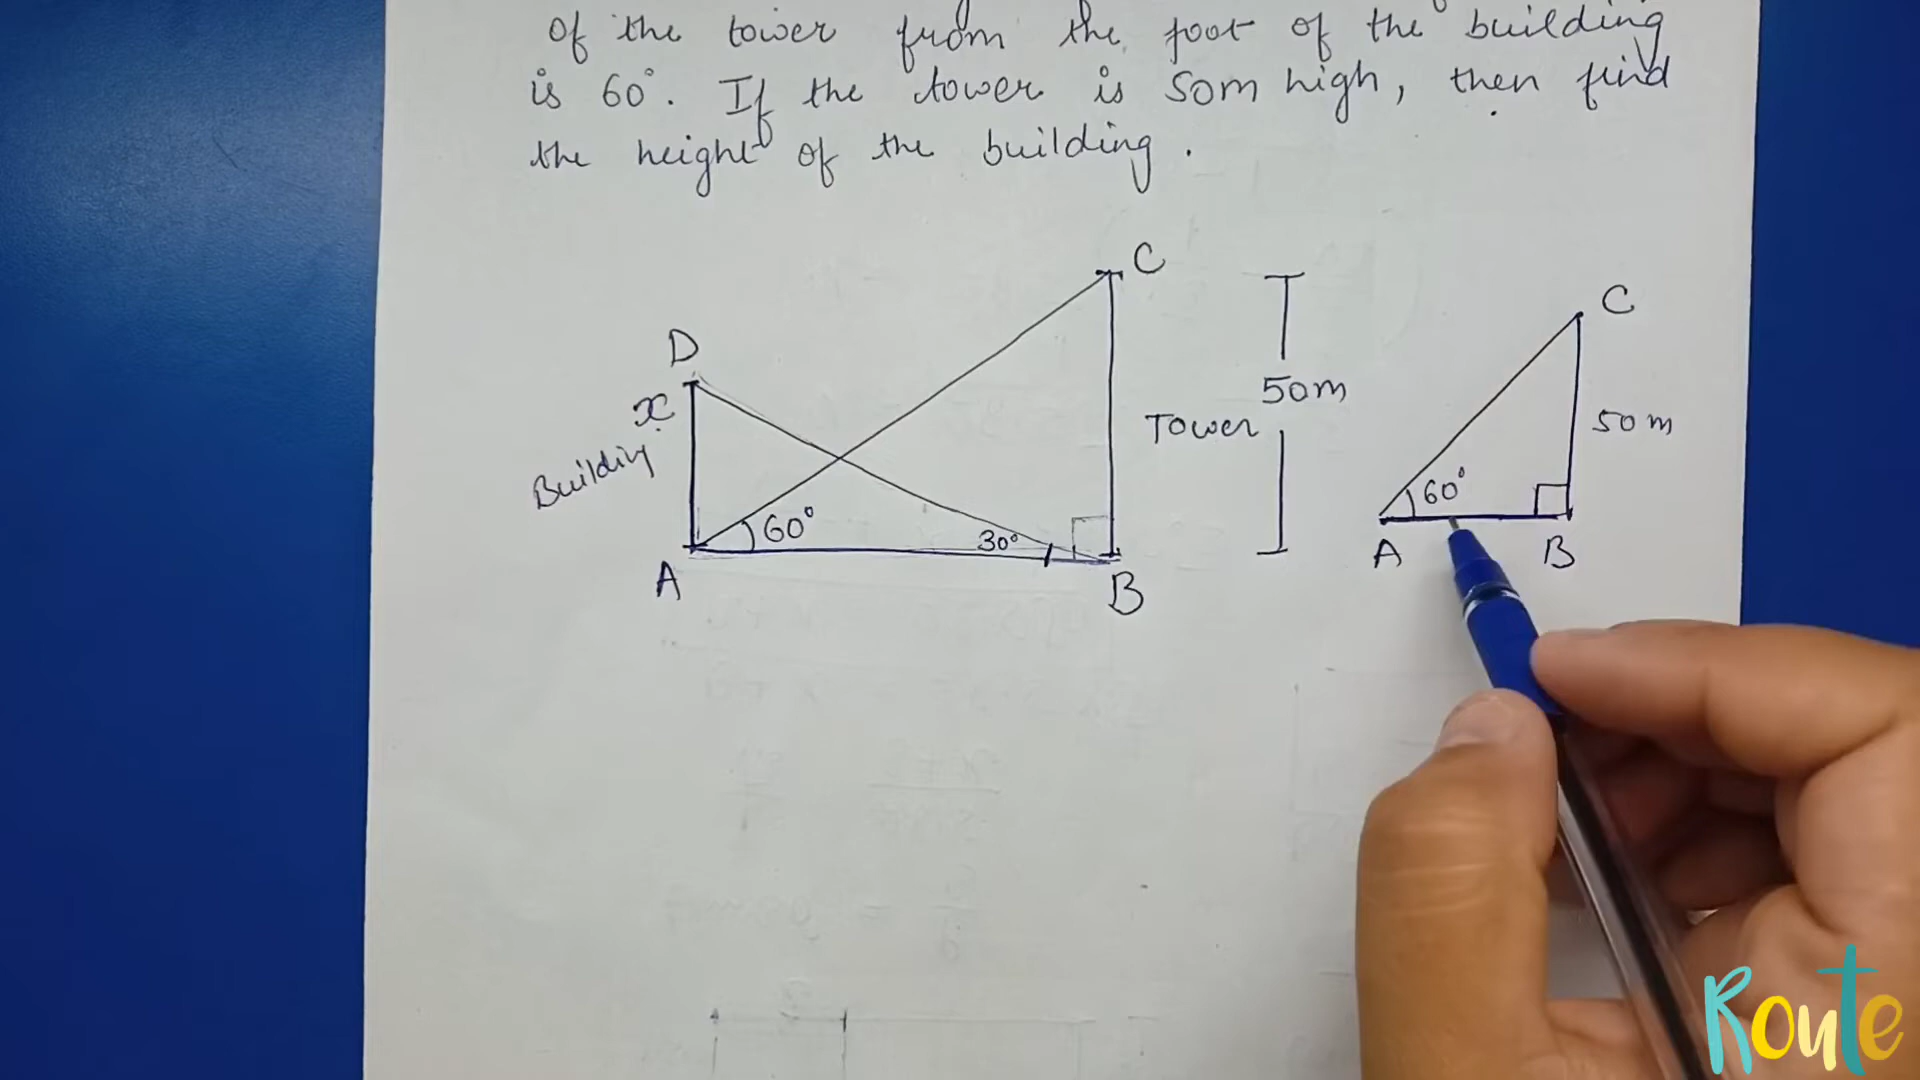 of the tower from the foot of the building
is 60°. If the tower is 50m high, then find
the height of the building.
C
D
x
Building
Tower
50m
60°
30°
A
B
C
50m
60°
A
B
Route